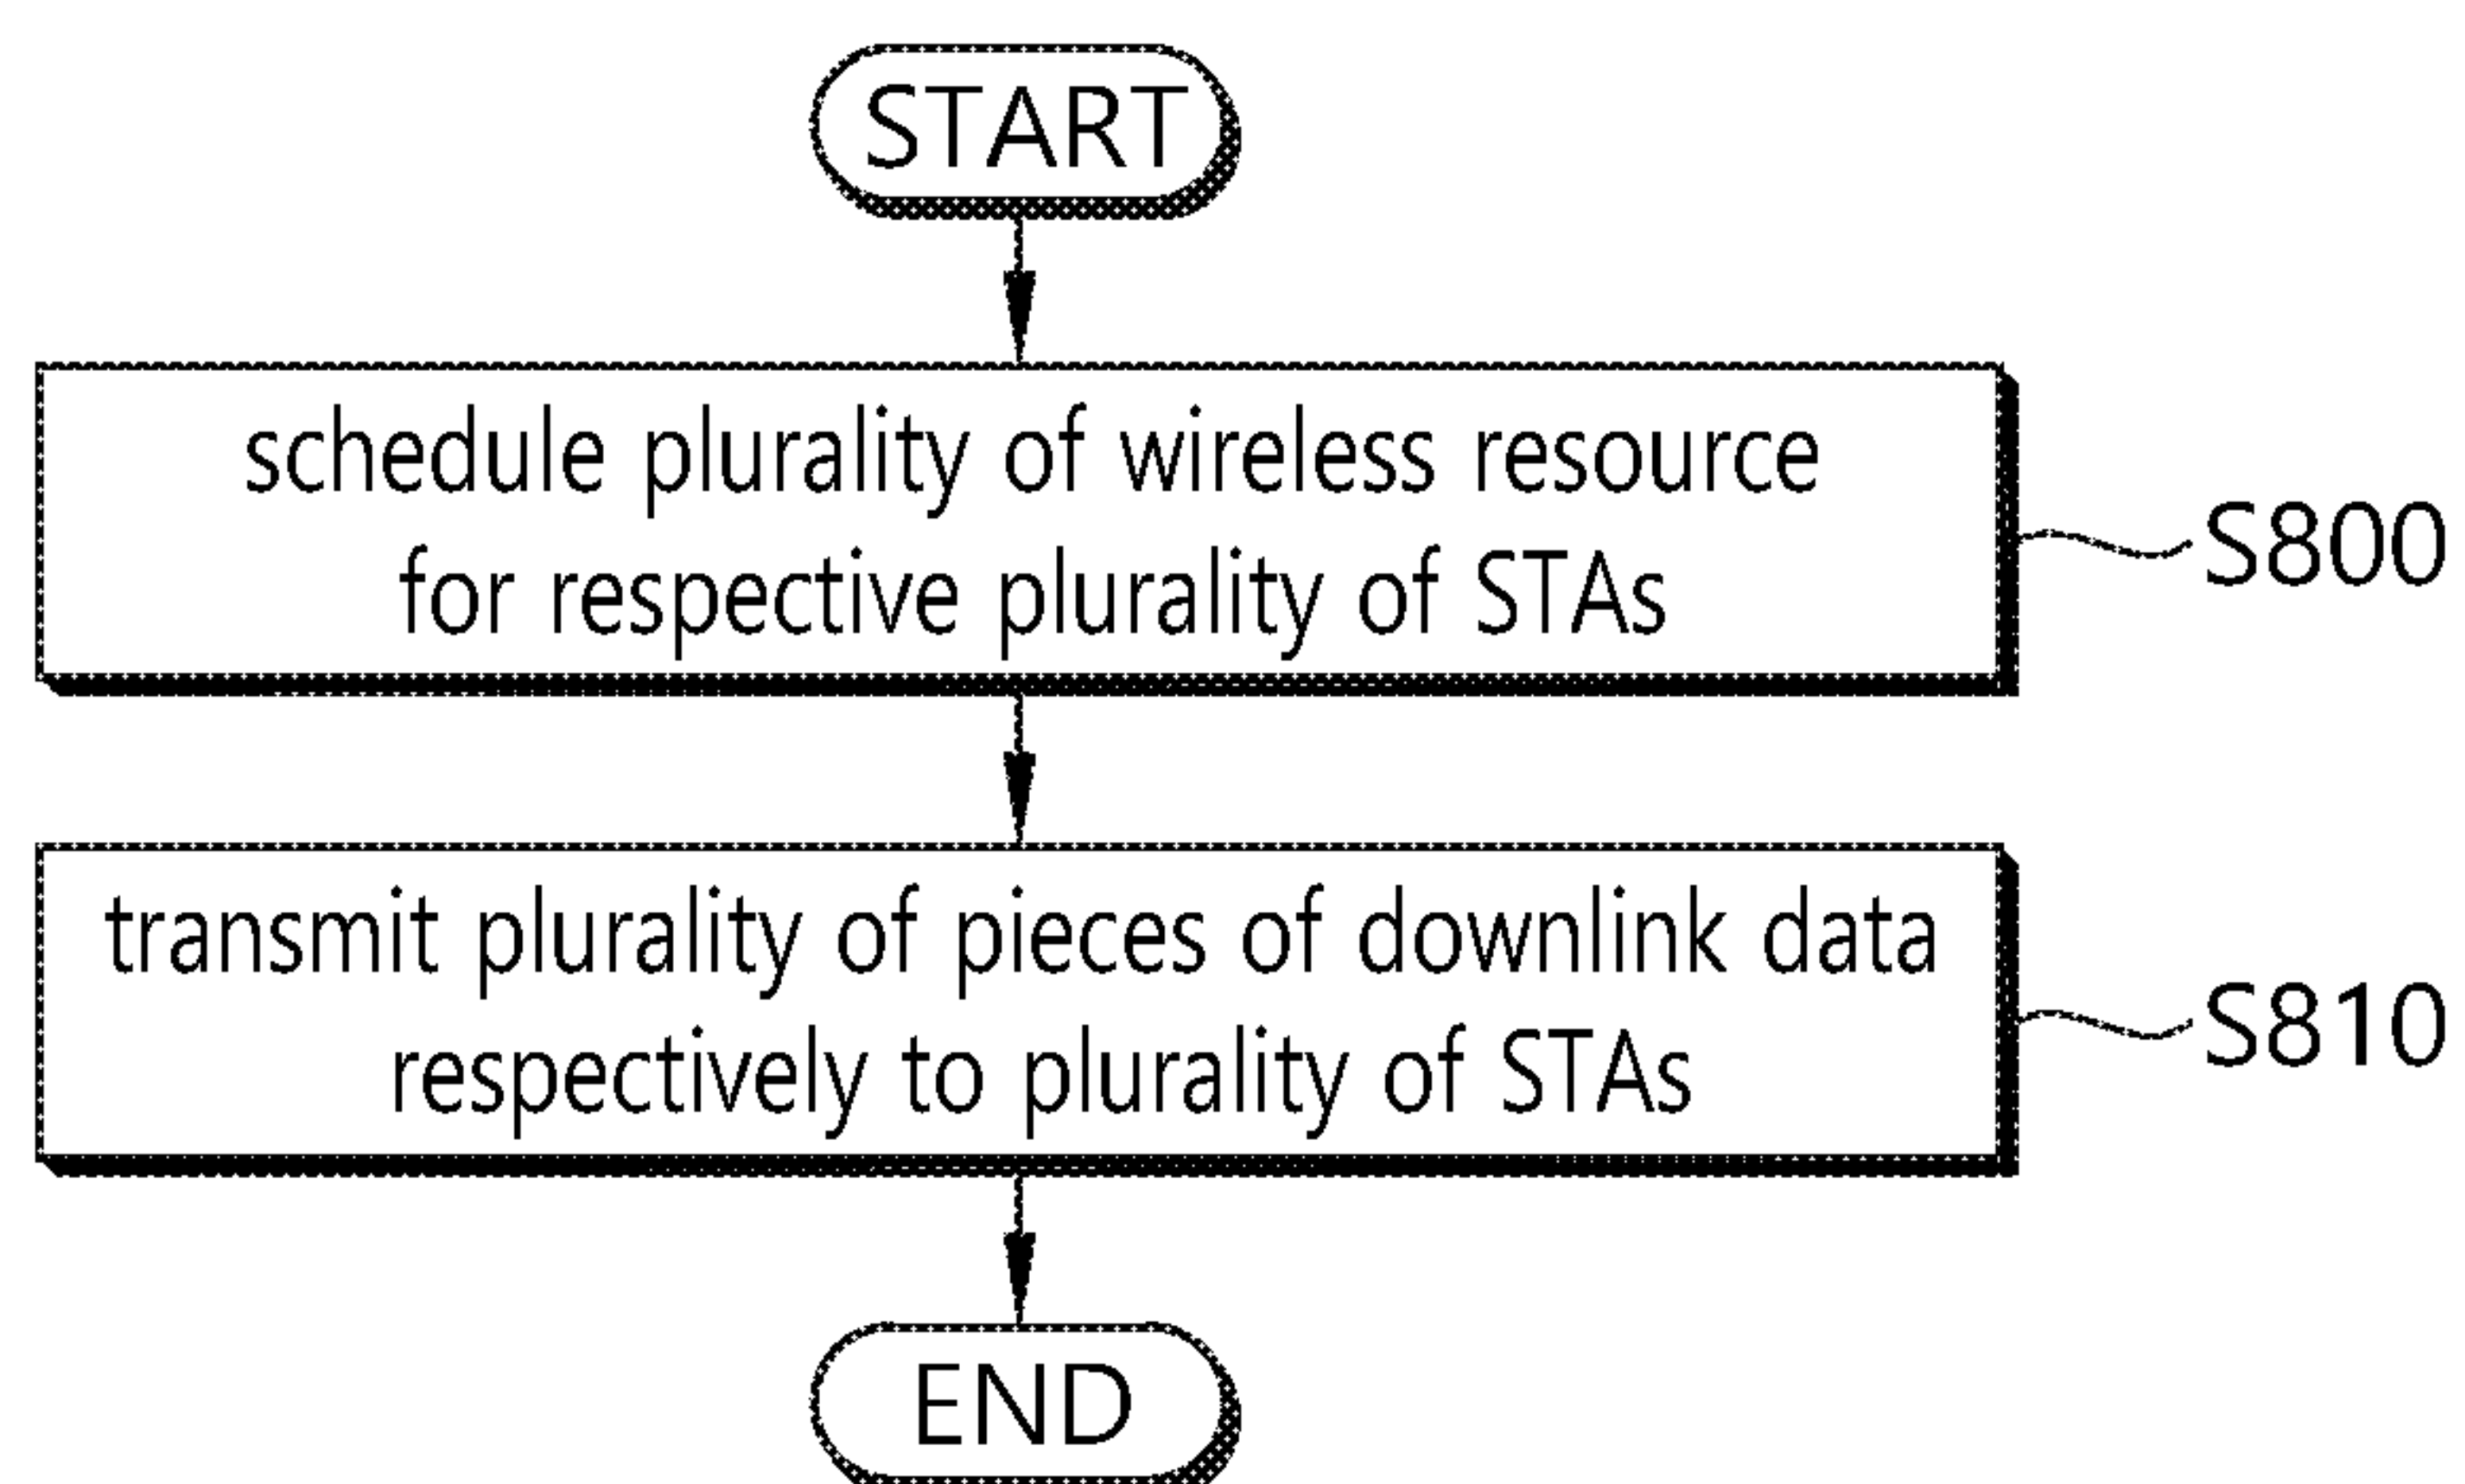 START
schedule plurality of wireless resource
for respective plurality of STAs
S800
transmit plurality of pieces of downlink data
respectively to plurality of STAs
S810
END